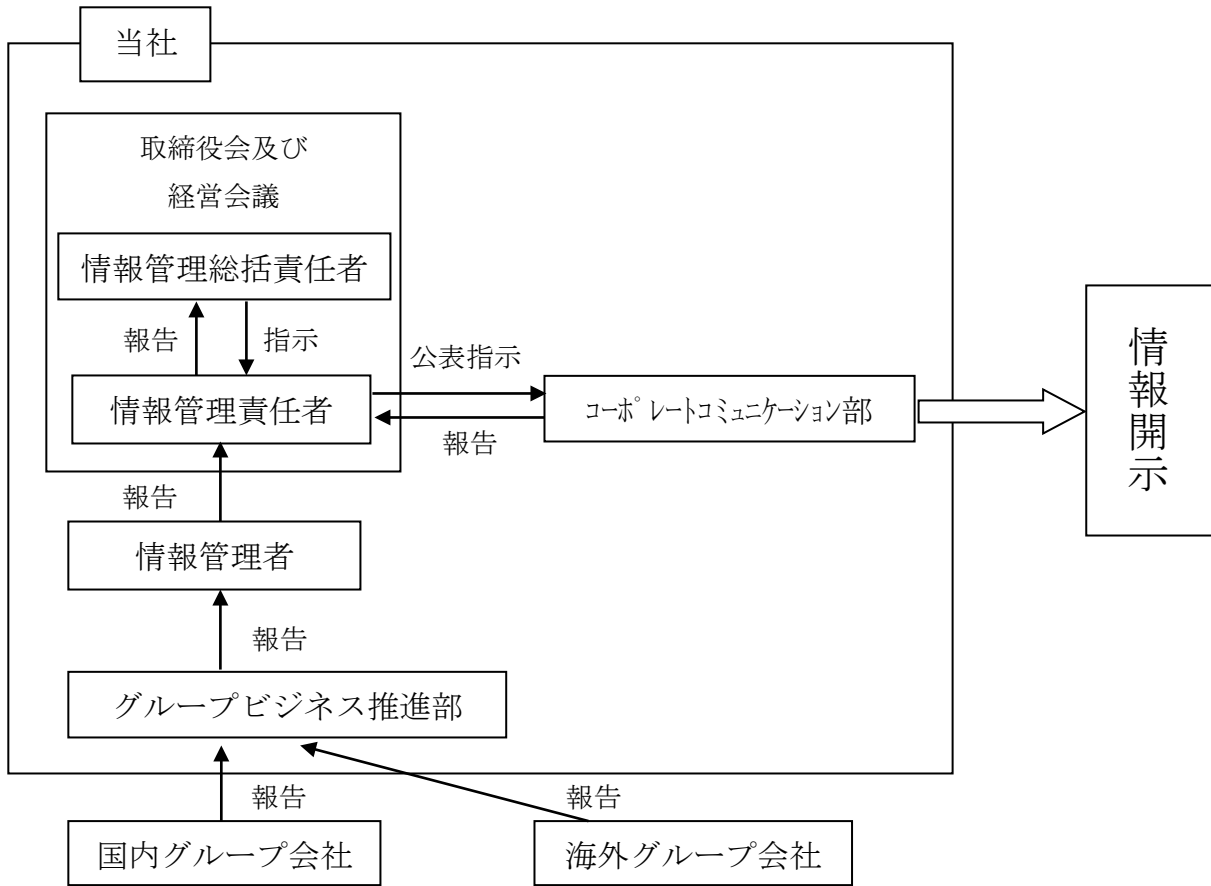 当社
取締役会及び
経営会議
情報管理総括責任者
報告
指示
公表指示
情報管理責任者
コーポレートコミュニケーション部
報告
報告
情報管理者
報告
グループビジネス推進部
報告
報告
国内グループ会社
海外グループ会社
情報開示